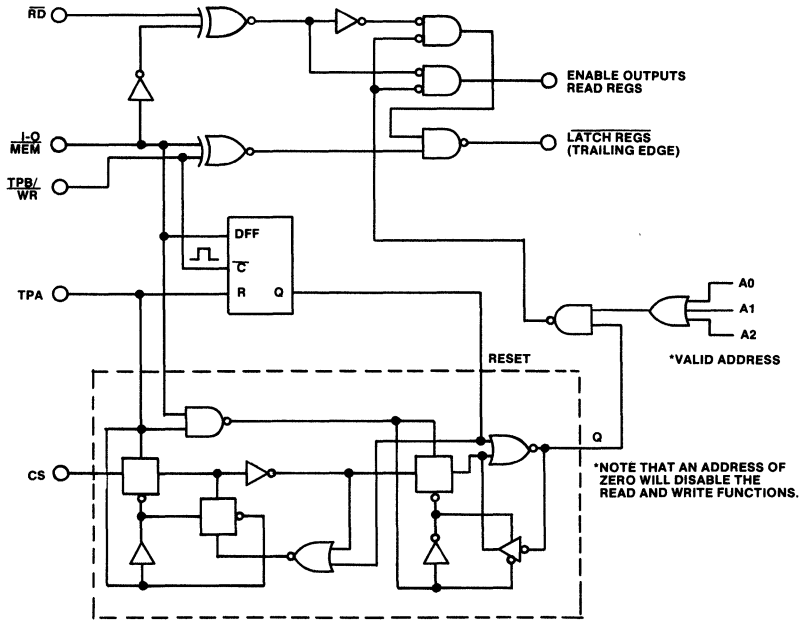 RD
ENABLE OUTPUTS
READ REGS
I-O
MEM
LATCH REGS
(TRAILING EDGE)
TPB/
WR
DFF
C
TPA
R Q
A0
A1
A2
*VALID ADDRESS
RESET
Q
CS
*NOTE THAT AN ADDRESS OF
ZERO WILL DISABLE THE
READ AND WRITE FUNCTIONS.